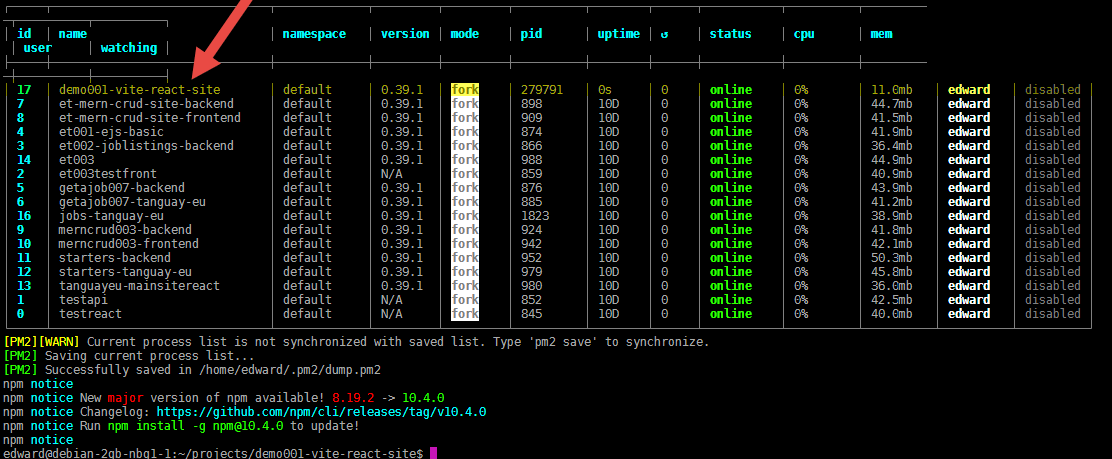 id name namespace version mode pid uptime ↺ status cpu mem
user watching
17 demo001-vite-react-site default 0.39.1 fork 279791 0s 0 online 0% 11.0mb edward disabled
7 et-mern-crud-site-backend default 0.39.1 fork 898 10D 0 online 0% 44.7mb edward disabled
8 et-mern-crud-site-frontend default 0.39.1 fork 909 10D 0 online 0% 41.5mb edward disabled
4 et001-ejs-basic default 0.39.1 fork 874 10D 0 online 0% 41.9mb edward disabled
3 et002-joblistings-backend default 0.39.1 fork 866 10D 0 online 0% 36.4mb edward disabled
14 et003 default 0.39.1 fork 988 10D 0 online 0% 44.9mb edward disabled
2 et003testfront default N/A fork 859 10D 0 online 0% 40.9mb edward disabled
5 getajob007-backend default 0.39.1 fork 876 10D 0 online 0% 43.9mb edward disabled
6 getajob007-tanguay-eu default 0.39.1 fork 885 10D 0 online 0% 41.2mb edward disabled
16 jobs-tanguay-eu default 0.39.1 fork 1823 10D 0 online 0% 38.9mb edward disabled
9 merncrud003-backend default 0.39.1 fork 924 10D 0 online 0% 41.8mb edward disabled
10 merncrud003-frontend default 0.39.1 fork 942 10D 0 online 0% 42.1mb edward disabled
11 starters-backend default 0.39.1 fork 952 10D 0 online 0% 50.3mb edward disabled
12 starters-tanguay-eu default 0.39.1 fork 979 10D 0 online 0% 45.8mb edward disabled
13 tanguayeu-mainsitereact default 0.39.1 fork 980 10D 0 online 0% 36.0mb edward disabled
1 testapi default N/A fork 852 10D 0 online 0% 42.5mb edward disabled
0 testreact default N/A fork 845 10D 0 online 0% 40.0mb edward disabled
[PM2][WARN] Current process list is not synchronized with saved list. Type 'pm2 save' to synchronize.
[PM2] Saving current process list...
[PM2] Successfully saved in /home/edward/.pm2/dump.pm2
npm notice
npm notice New major version of npm available! 8.19.2 -> 10.4.0
npm notice Changelog: https://github.com/npm/cli/releases/tag/v10.4.0
npm notice Run npm install -g npm@10.4.0 to update!
npm notice
edward@debian-2gb-nbg1-1:~/projects/demo001-vite-react-site$